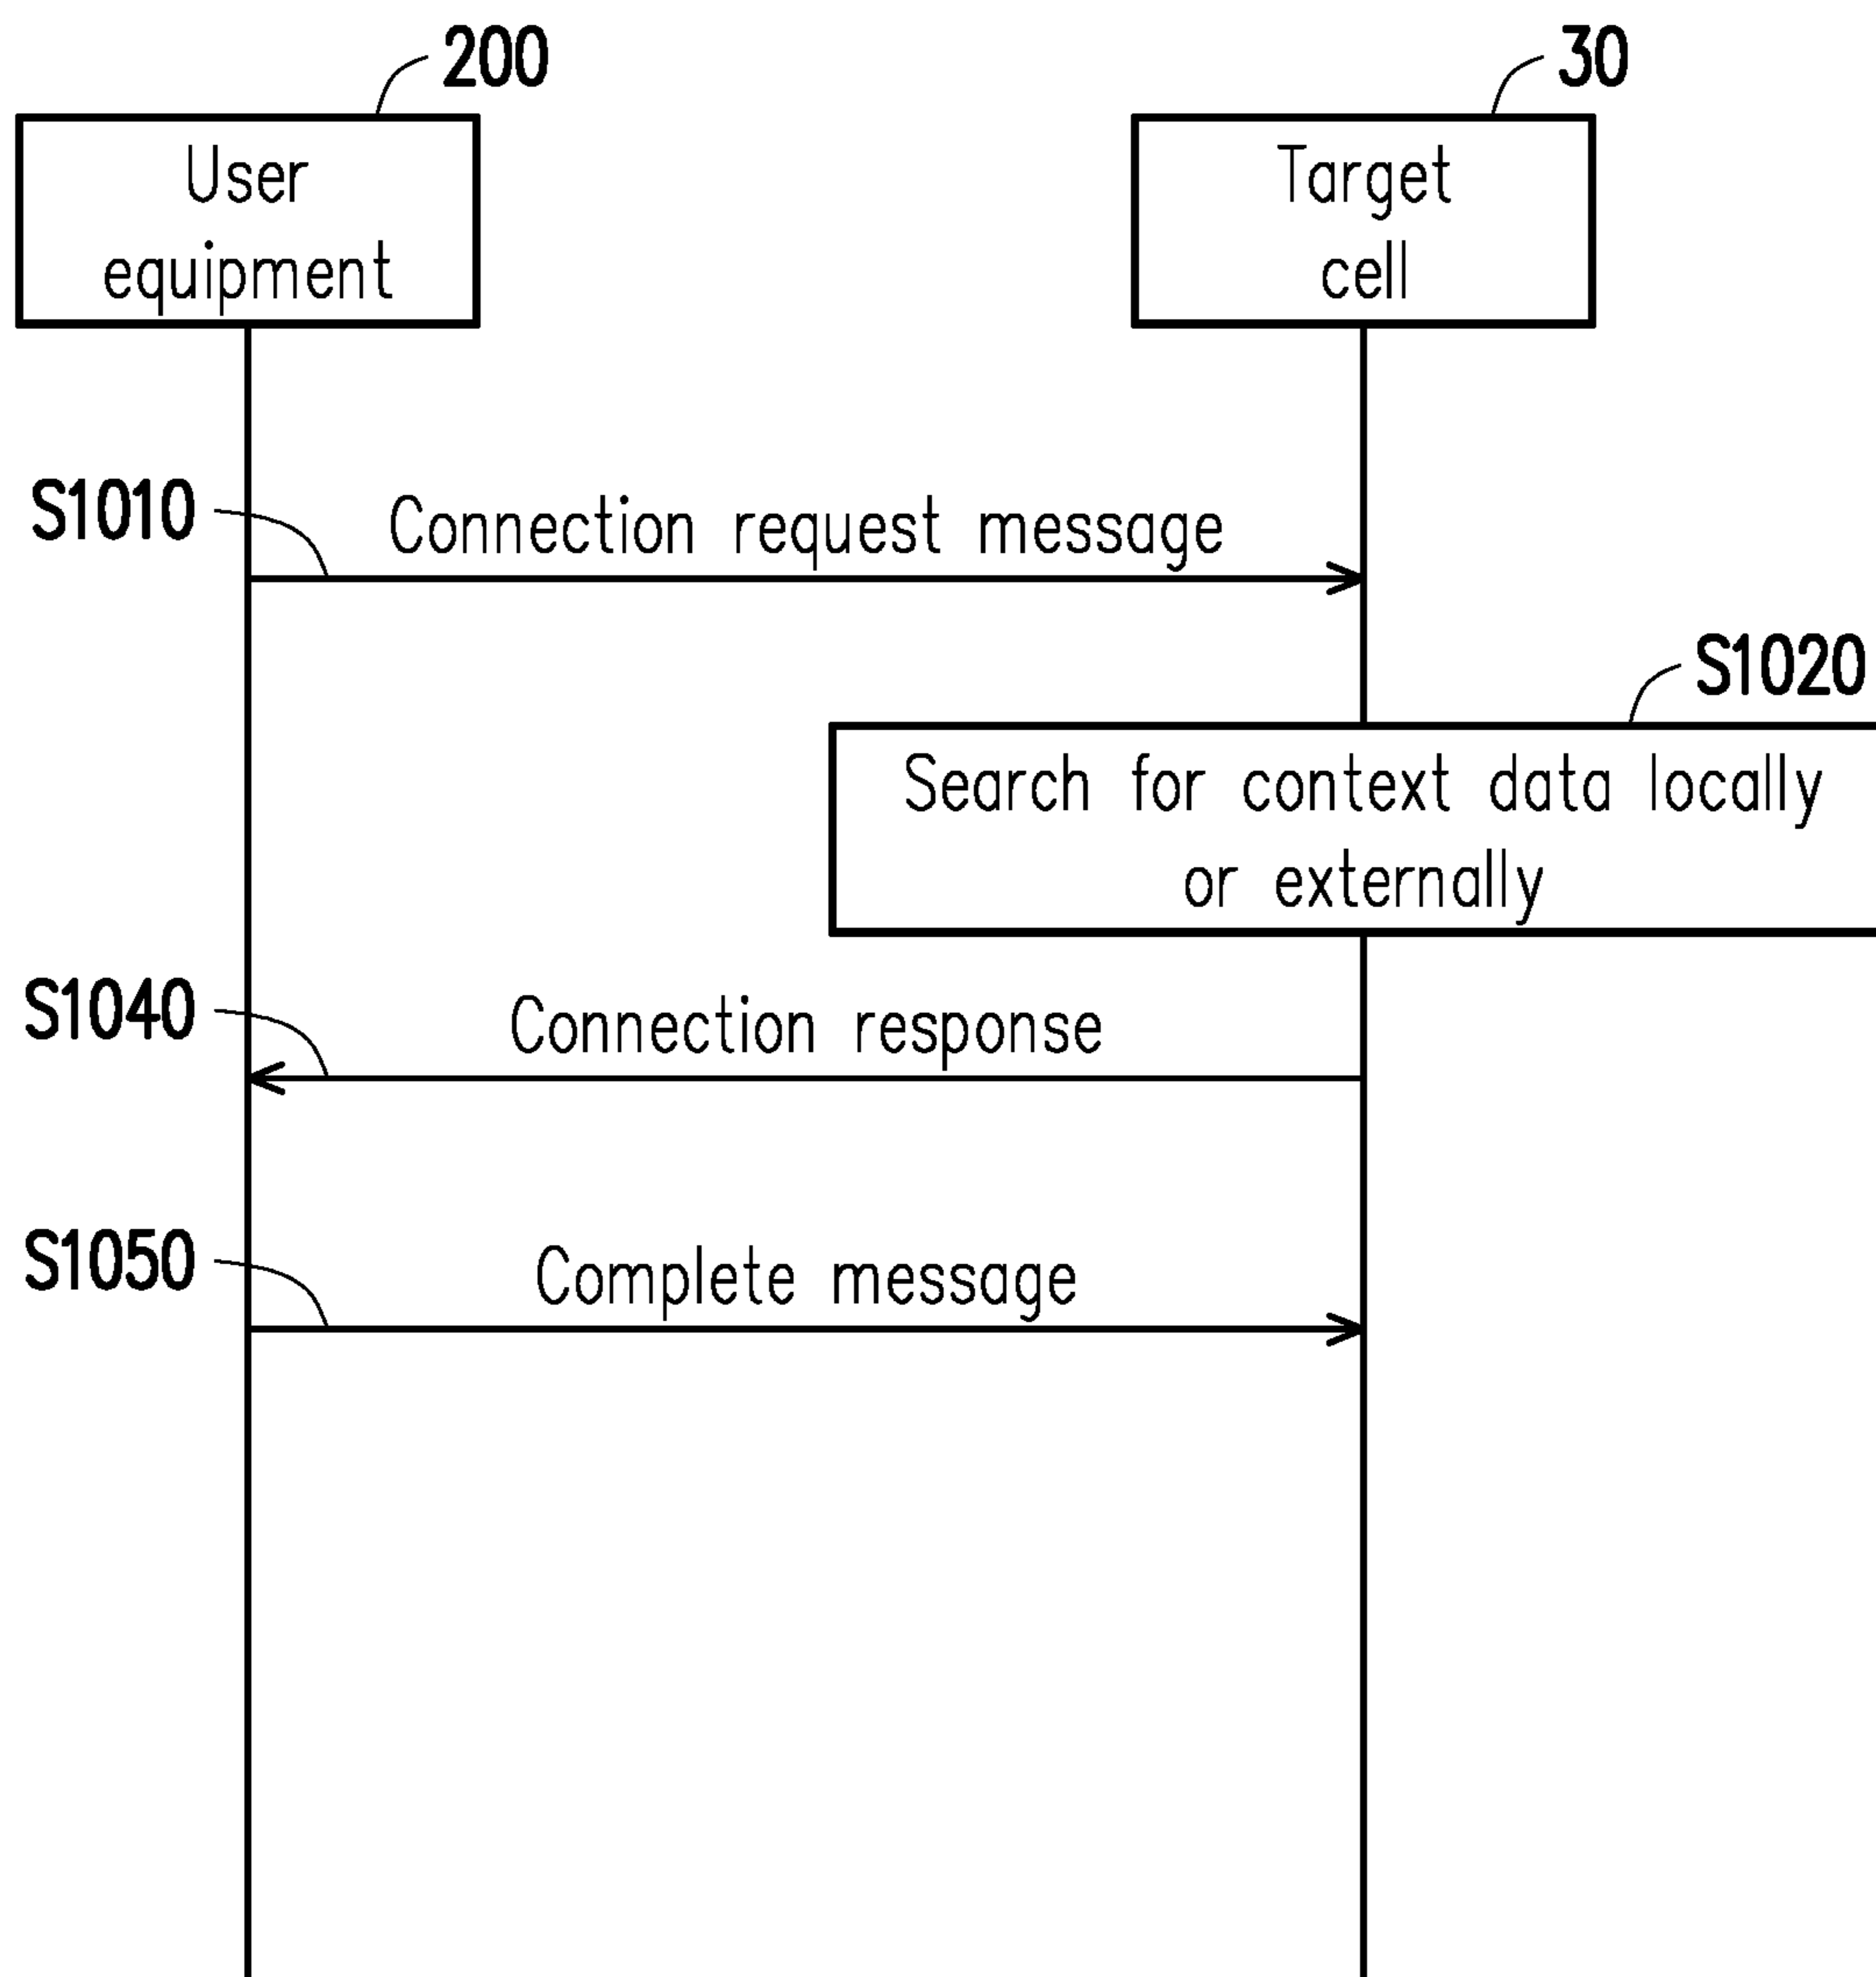 200
30
User
equipment
Target
cell
S1010
Connection request message
S1020
Search for context data locally
or externally
S1040
Connection response
S1050
Complete message